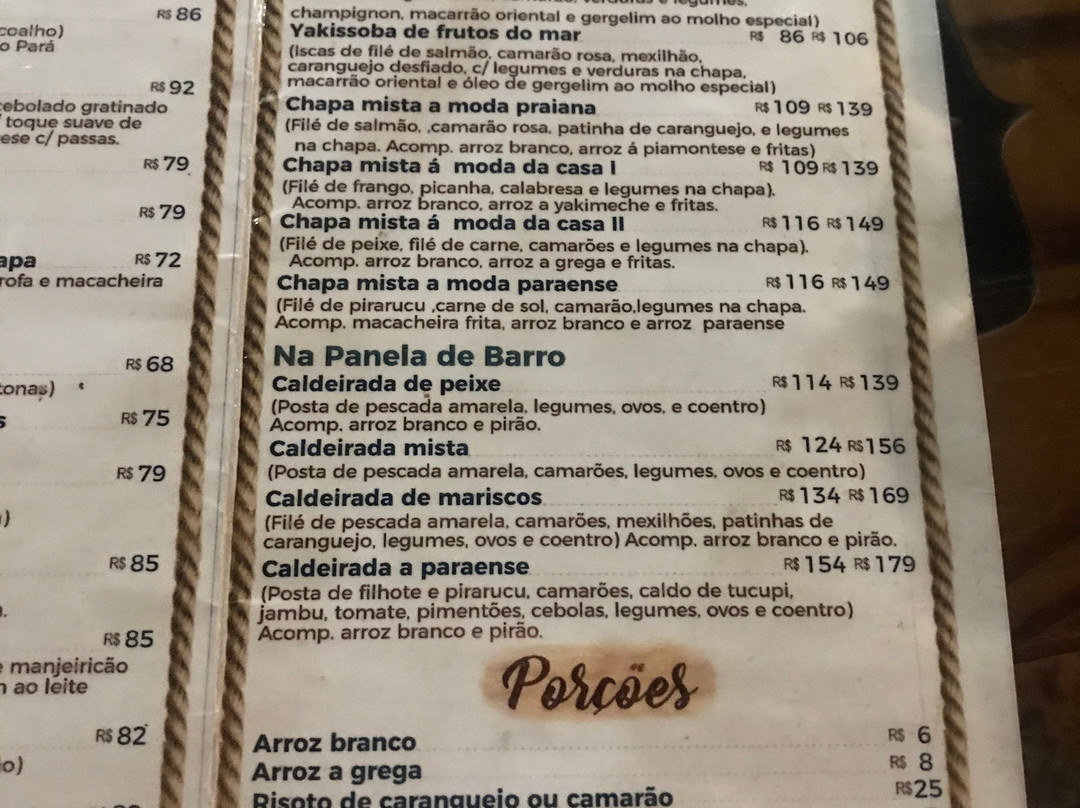 R$ 86
coalho)
o Pará
R$ 92
cebolado gratinado
toque suave de
ese c/ passas.
R$ 79
R$ 79
apa R$ 72
rofa e macacheira
R$ 68
tonas)
s R$ 75
R$ 79
)
R$ 85
R$ 85
e manjeiricão
ao leite
R$ 82
o)
champignon, macarrão oriental e gergelim ao molho especial)
Yakissoba de frutos do mar R$ 86 R$ 106
(Iscas de filé de salmão, camarão rosa, mexilhão,
caranguejo desfiado, c/ legumes e verduras na chapa,
macarrão oriental e óleo de gergelim ao molho especial)
Chapa mista a moda praiana R$ 109 R$ 139
(Filé de salmão, ,camarão rosa, patinha de caranguejo, e legumes
na chapa. Acomp. arroz branco, arroz á piamontese e fritas)
Chapa mista á moda da casa I R$ 109 R$ 139
(Filé de frango, picanha, calabresa e legumes na chapa).
Acomp. arroz branco, arroz a yakimeche e fritas.
Chapa mista á moda da casa II R$ 116 R$ 149
(Filé de peixe, filé de carne, camarões e legumes na chapa).
Acomp. arroz branco, arroz a grega e fritas.
Chapa mista a moda paraense R$ 116 R$ 149
(Filé de pirarucu ,carne de sol, camarão,legumes na chapa.
Acomp. macacheira frita, arroz branco e arroz paraense
Na Panela de Barro
Caldeirada de peixe R$ 114 R$ 139
(Posta de pescada amarela, legumes, ovos, e coentro)
Acomp. arroz branco e pirão.
Caldeirada mista R$ 124 R$ 156
(Posta de pescada amarela, camarões, legumes, ovos e coentro)
Caldeirada de mariscos R$ 134 R$ 169
(Filé de pescada amarela, camarões, mexilhões, patinhas de
caranguejo, legumes, ovos e coentro) Acomp. arroz branco e pirão.
Caldeirada a paraense R$ 154 R$ 179
(Posta de filhote e pirarucu, camarões, caldo de tucupi,
jambu, tomate, pimentões, cebolas, legumes, ovos e coentro)
Acomp. arroz branco e pirão.
Porções
Arroz branco R$ 6
Arroz a grega R$ 8
Risoto de caranguejo ou camarão R$ 25